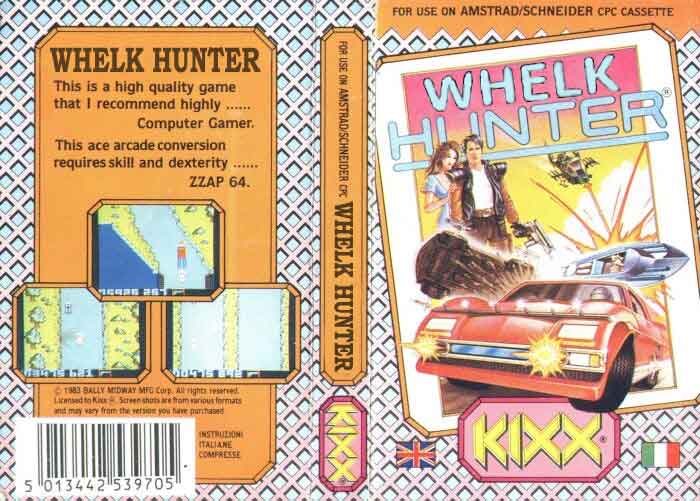 WHELK HUNTER
This is a high quality game
that I recommend highly ......
Computer Gamer.
This ace arcade conversion
requires skill and dexterity ......
ZZAP 64.
© 1983 BALLY MIDWAY MFG Corp. All rights reserved.
Licensed to Kixx ®. Screen shots are from various formats
and may vary from the version you have purchased
INSTRUZIONI
ITALIANE
COMPRESSE
5 013442 539705
FOR USE ON AMSTRAD/SCHNEIDER CPC
WHELK HUNTER
KIXX®
FOR USE ON AMSTRAD/SCHNEIDER CPC CASSETTE
WHELK
HUNTER®
KIXX®